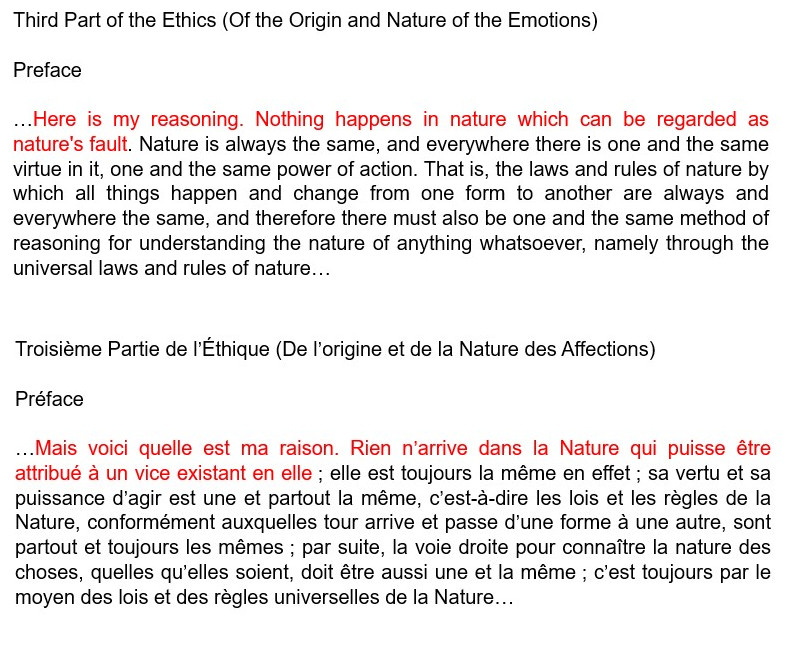 Third Part of the Ethics (Of the Origin and Nature of the Emotions)
Preface
…Here is my reasoning. Nothing happens in nature which can be regarded as
nature's fault. Nature is always the same, and everywhere there is one and the same
virtue in it, one and the same power of action. That is, the laws and rules of nature by
which all things happen and change from one form to another are always and
everywhere the same, and therefore there must also be one and the same method of
reasoning for understanding the nature of anything whatsoever, namely through the
universal laws and rules of nature…
Troisième Partie de l’Éthique (De l’origine et de la Nature des Affections)
Préface
…Mais voici quelle est ma raison. Rien n’arrive dans la Nature qui puisse être
attribué à un vice existant en elle ; elle est toujours la même en effet ; sa vertu et sa
puissance d’agir est une et partout la même, c’est-à-dire les lois et les règles de la
Nature, conformément auxquelles tour arrive et passe d’une forme à une autre, sont
partout et toujours les mêmes ; par suite, la voie droite pour connaître la nature des
choses, quelles qu’elles soient, doit être aussi une et la même ; c’est toujours par le
moyen des lois et des règles universelles de la Nature…